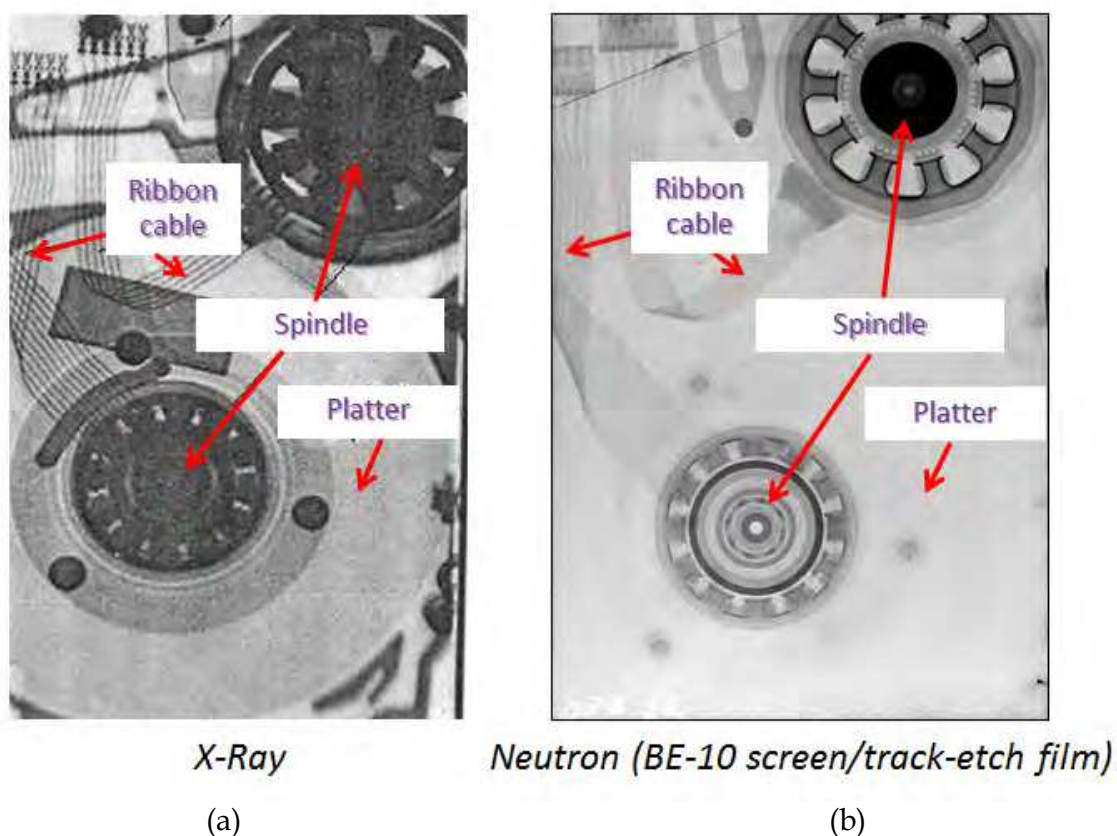 Ribbon
cable
Spindle
Platter
Ribbon
cable
Spindle
Platter
X-Ray
Neutron (BE-10 screen/track-etch film)
(a)
(b)